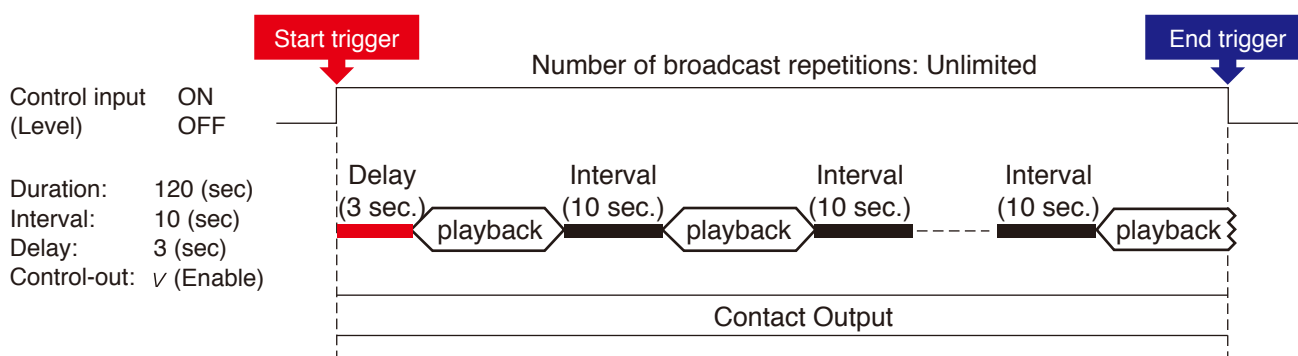 Start trigger
End trigger
Number of broadcast repetitions: Unlimited
Control input ON
(Level) OFF
Delay
(3 sec.)
Interval
(10 sec.)
Interval
(10 sec.)
Interval
(10 sec.)
Duration: 120 (sec)
Interval: 10 (sec)
Delay: 3 (sec)
Control-out: ✓ (Enable)
playback
playback
playback
Contact Output